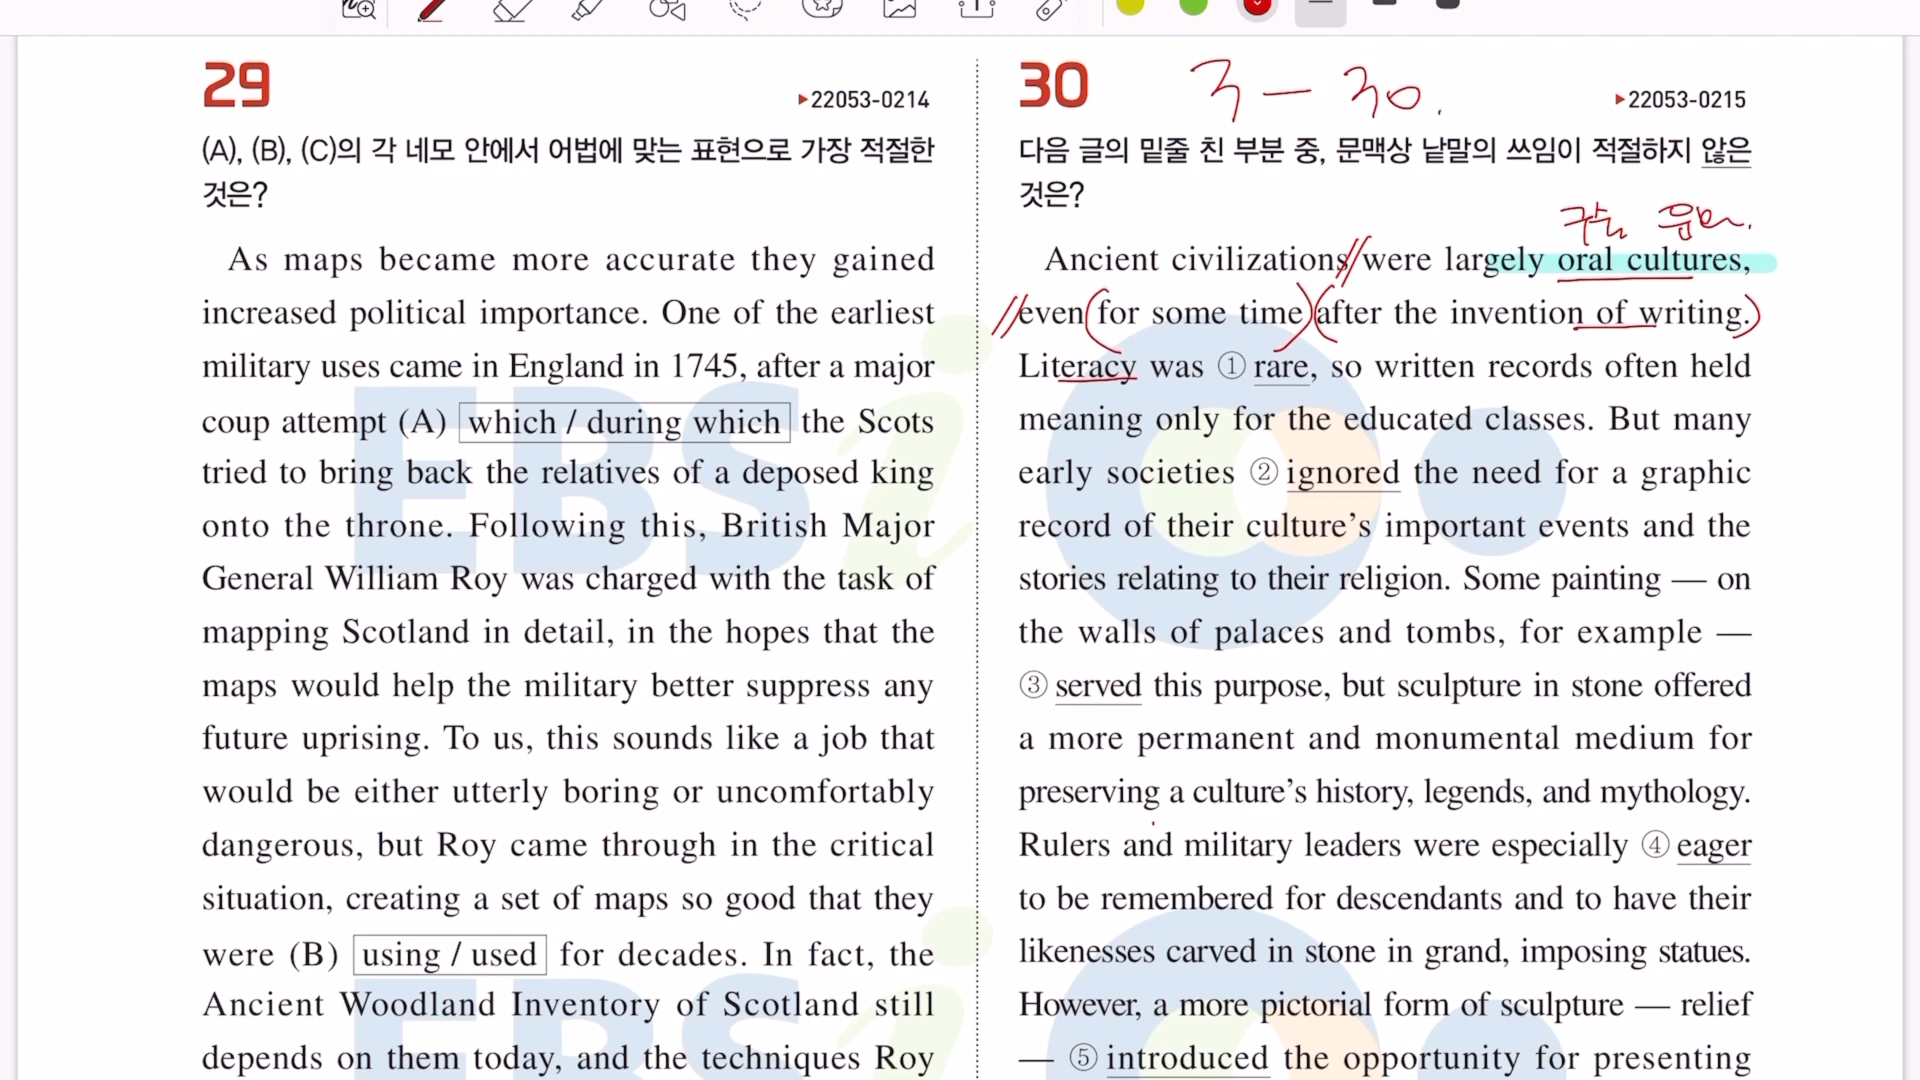 29
▶22053-0214
(A), (B), (C)의 각 네모 안에서 어법에 맞는 표현으로 가장 적절한
것은?
As maps became more accurate they gained
increased political importance. One of the earliest
military uses came in England in 1745, after a major
coup attempt (A) which / during which the Scots
tried to bring back the relatives of a deposed king
onto the throne. Following this, British Major
General William Roy was charged with the task of
mapping Scotland in detail, in the hopes that the
maps would help the military better suppress any
future uprising. To us, this sounds like a job that
would be either utterly boring or uncomfortably
dangerous, but Roy came through in the critical
situation, creating a set of maps so good that they
were (B) using / used for decades. In fact, the
Ancient Woodland Inventory of Scotland still
depends on them today, and the techniques Roy
30
3 – 30.
▶22053-0215
다음 글의 밑줄 친 부분 중, 문맥상 낱말의 쓰임이 적절하지 않은
것은?
Ancient civilizations were largely oral cultures,
even for some time after the invention of writing.
Literacy was ① rare, so written records often held
meaning only for the educated classes. But many
early societies ② ignored the need for a graphic
record of their culture’s important events and the
stories relating to their religion. Some painting — on
the walls of palaces and tombs, for example —
③ served this purpose, but sculpture in stone offered
a more permanent and monumental medium for
preserving a culture’s history, legends, and mythology.
Rulers and military leaders were especially ④ eager
to be remembered for descendants and to have their
likenesses carved in stone in grand, imposing statues.
However, a more pictorial form of sculpture — relief
— ⑤ introduced the opportunity for presenting
EBSi